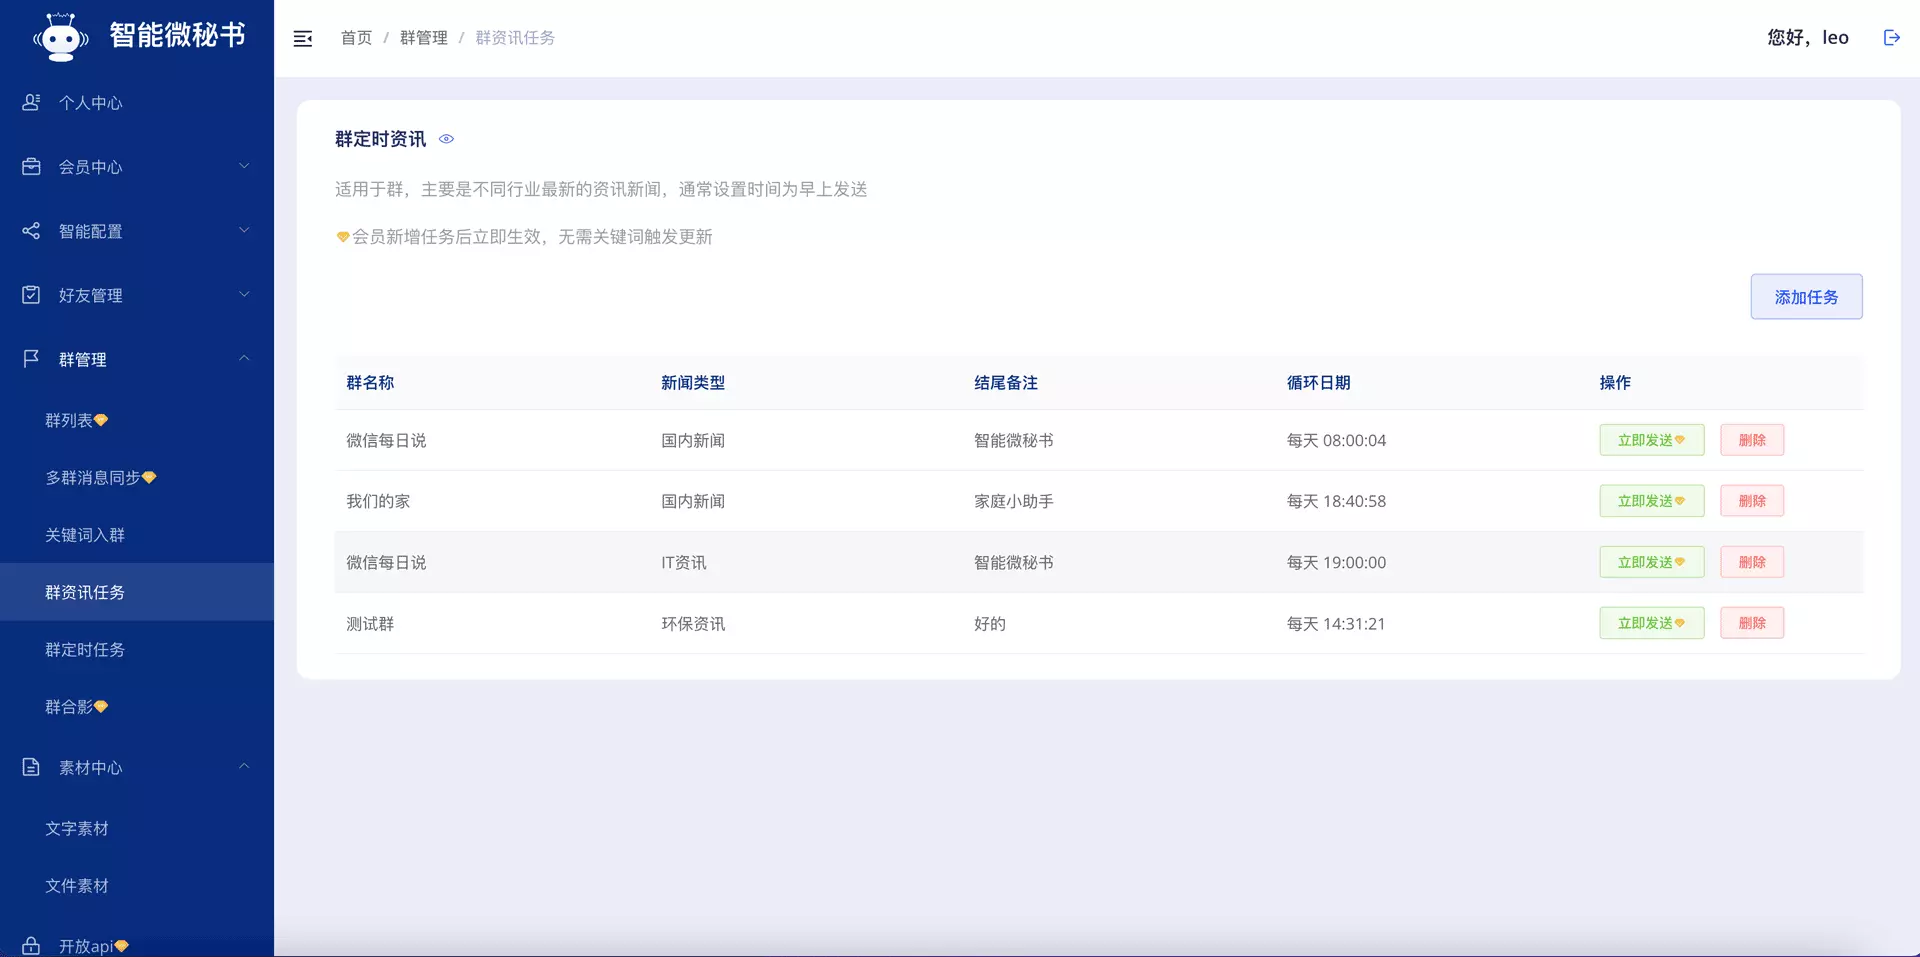 智能微秘书
个人中心
会员中心
智能配置
好友管理
群管理
群列表
多群消息同步
关键词入群
群资讯任务
群定时任务
群合影
素材中心
文字素材
文件素材
开放api
首页 / 群管理 / 群资讯任务
您好，leo
群定时资讯
适用于群，主要是不同行业最新的资讯新闻，通常设置时间为早上发送
会员新增任务后立即生效，无需关键词触发更新
添加任务
群名称 新闻类型 结尾备注 循环日期 操作
微信每日说 国内新闻 智能微秘书 每天 08:00:04 立即发送 删除
我们的家 国内新闻 家庭小助手 每天 18:40:58 立即发送 删除
微信每日说 IT资讯 智能微秘书 每天 19:00:00 立即发送 删除
测试群 环保资讯 好的 每天 14:31:21 立即发送 删除